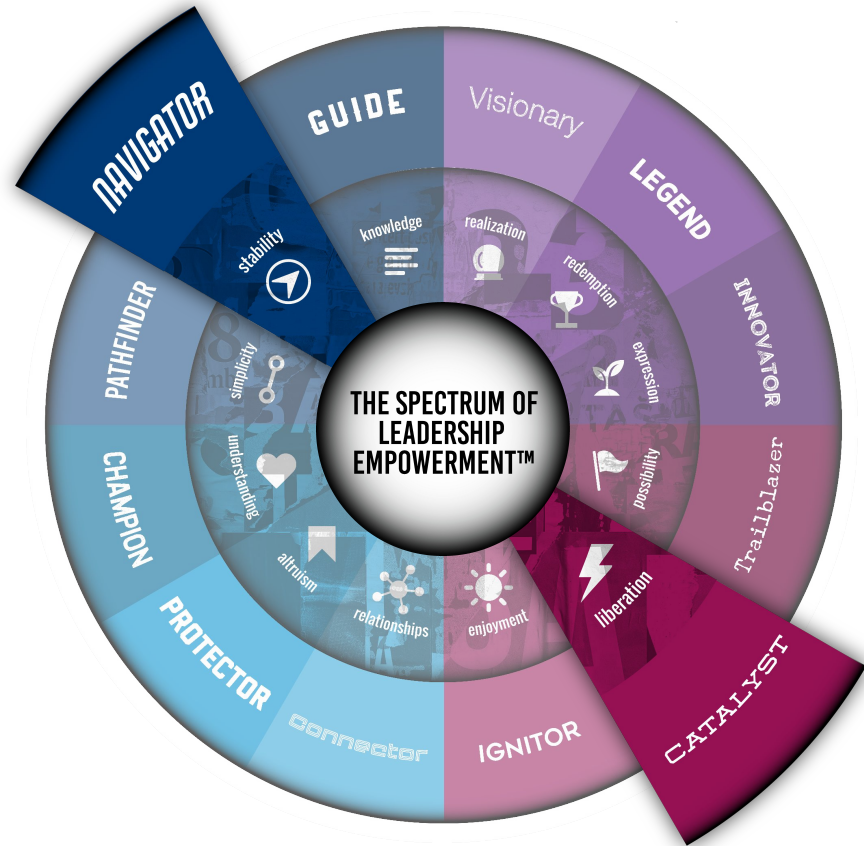 THE SPECTRUM OF
LEADERSHIP
EMPOWERMENT™
NAVIGATOR
stability
GUIDE
knowledge
Visionary
realization
LEGEND
redemption
INNOVATOR
expression
Trailblazer
possibility
CATALYST
liberation
IGNITOR
enjoyment
Connector
relationships
PROTECTOR
altruism
CHAMPION
understanding
PATHFINDER
simplicity